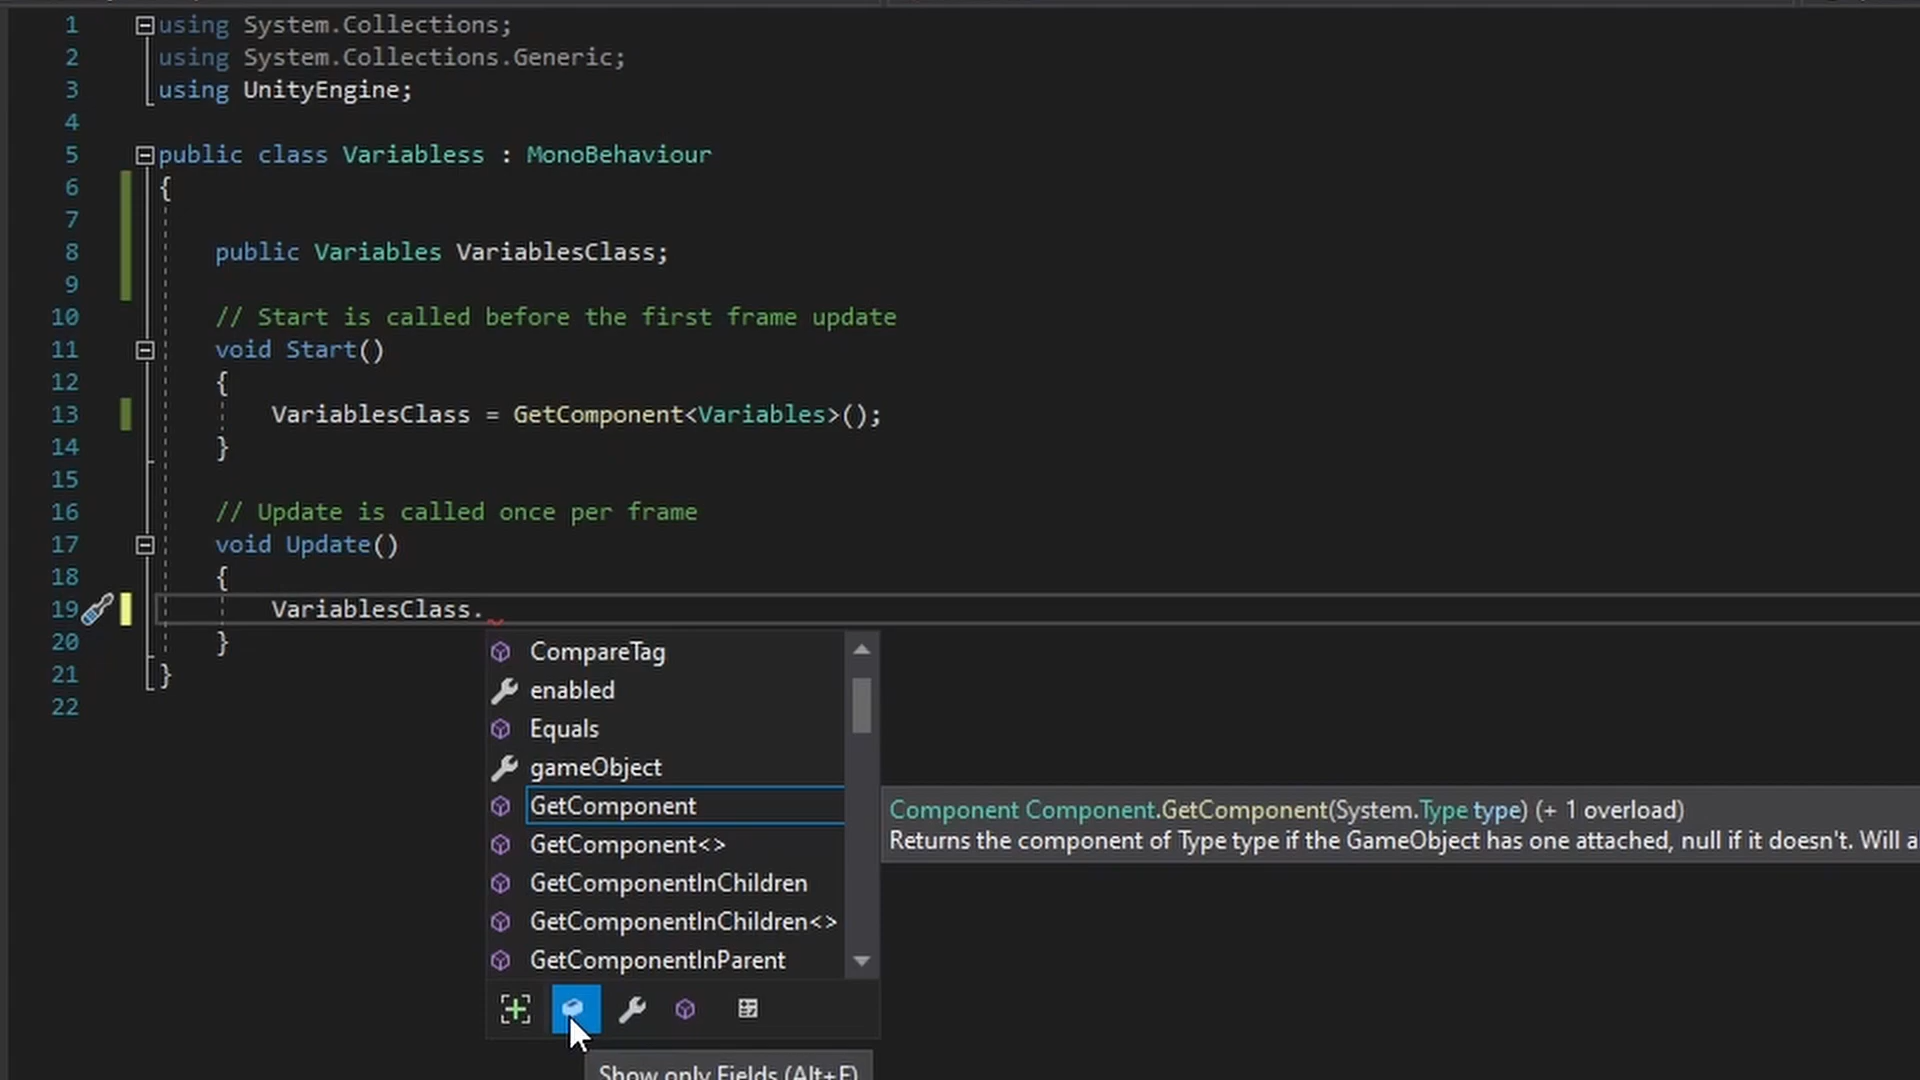 1 using System.Collections;
2 using System.Collections.Generic;
3 using UnityEngine;
4
5 public class Variabless : MonoBehaviour
6 {
7
8 public Variables VariablesClass;
9
10 // Start is called before the first frame update
11 void Start()
12 {
13 VariablesClass = GetComponent<Variables>();
14 }
15
16 // Update is called once per frame
17 void Update()
18 {
19 VariablesClass.
20 }
21 }
22
CompareTag
enabled
Equals
gameObject
GetComponent
GetComponent<>
GetComponentInChildren
GetComponentInChildren<>
GetComponentInParent
Component Component.GetComponent(System.Type type) (+ 1 overload)
Returns the component of Type type if the GameObject has one attached, null if it doesn't. Will a
Show only Fields (Alt+F)